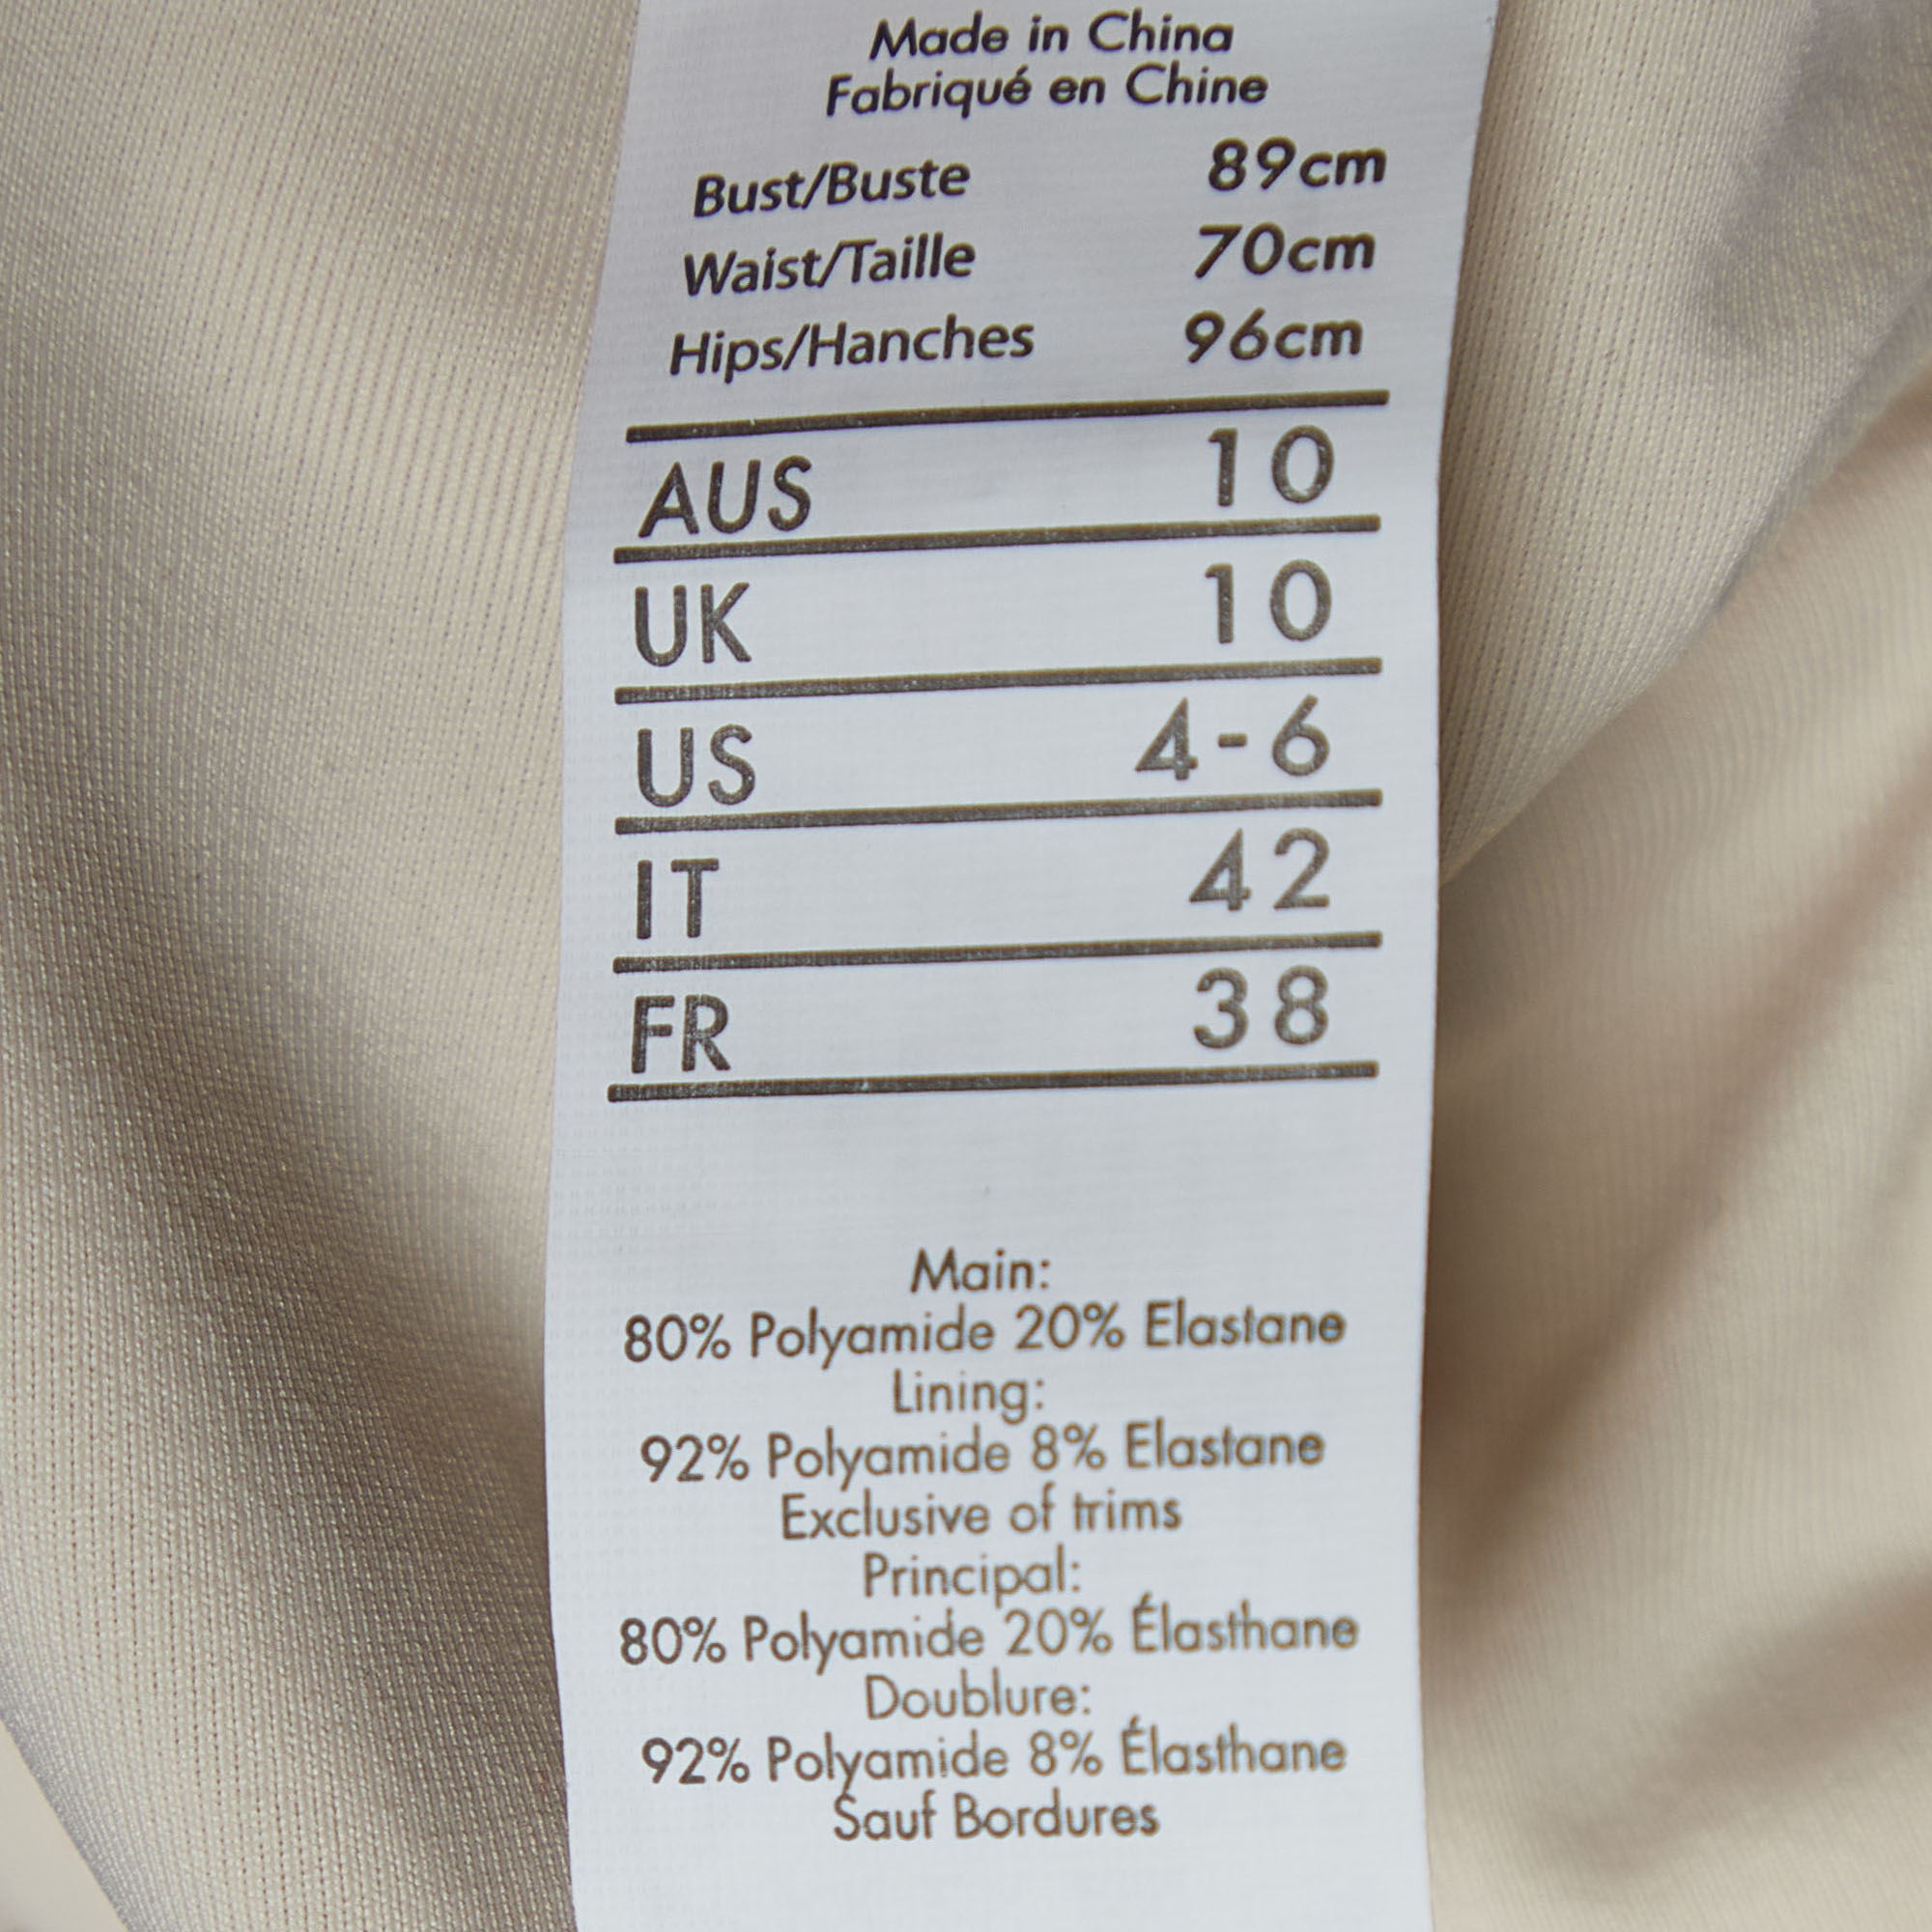 Made in China
Fabriqué en Chine
Bust/Buste 89cm
Waist/Taille 70cm
Hips/Hanches 96cm
AUS 10
UK 10
US 4-6
IT 42
FR 38
Main:
80% Polyamide 20% Elastane
Lining:
92% Polyamide 8% Elastane
Exclusive of trims
Principal:
80% Polyamide 20% Élasthane
Doublure:
92% Polyamide 8% Élasthane
Sauf Bordures